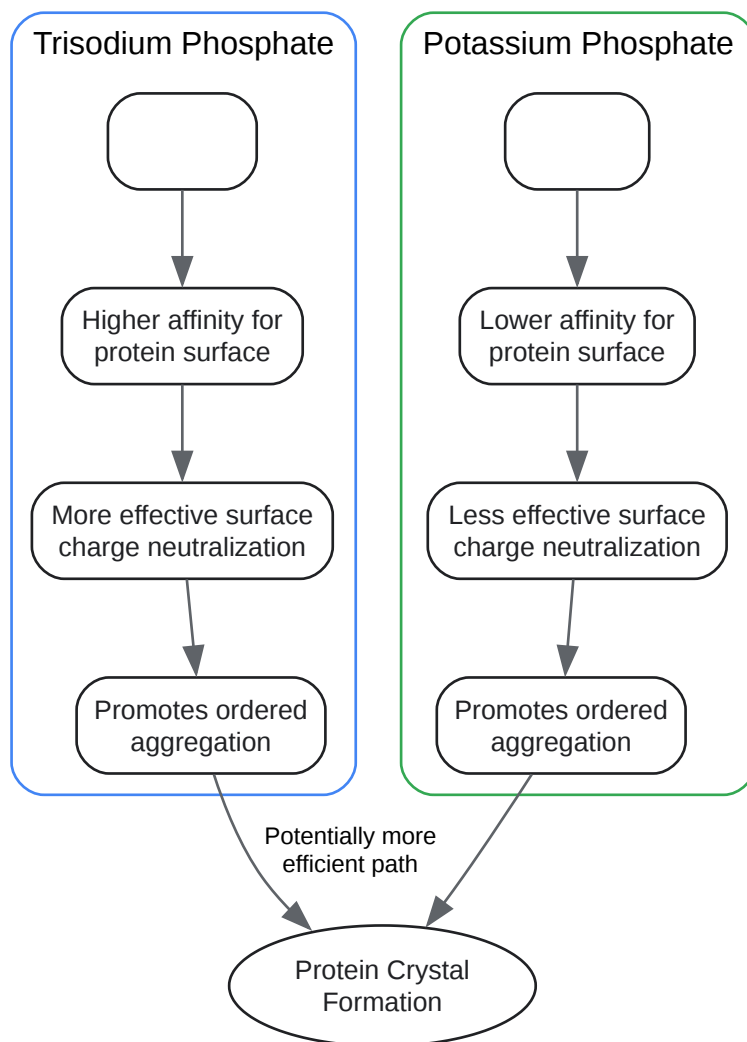 Trisodium Phosphate
Higher affinity for
protein surface
More effective surface
charge neutralization
Promotes ordered
aggregation
Potassium Phosphate
Lower affinity for
protein surface
Less effective surface
charge neutralization
Promotes ordered
aggregation
Potentially more
efficient path
Protein Crystal
Formation